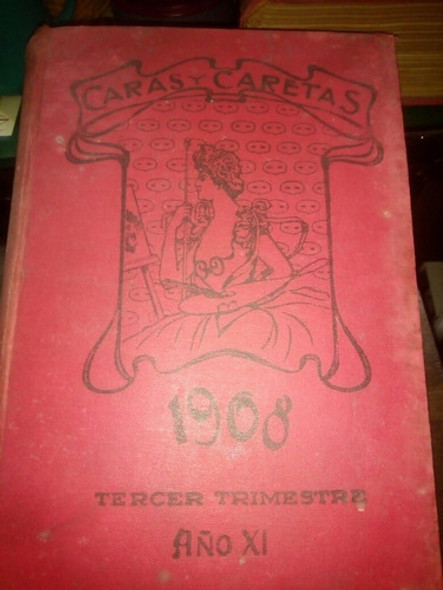 CARAS Y CARETAS
1908
TERCER TRIMESTRE
AÑO XI